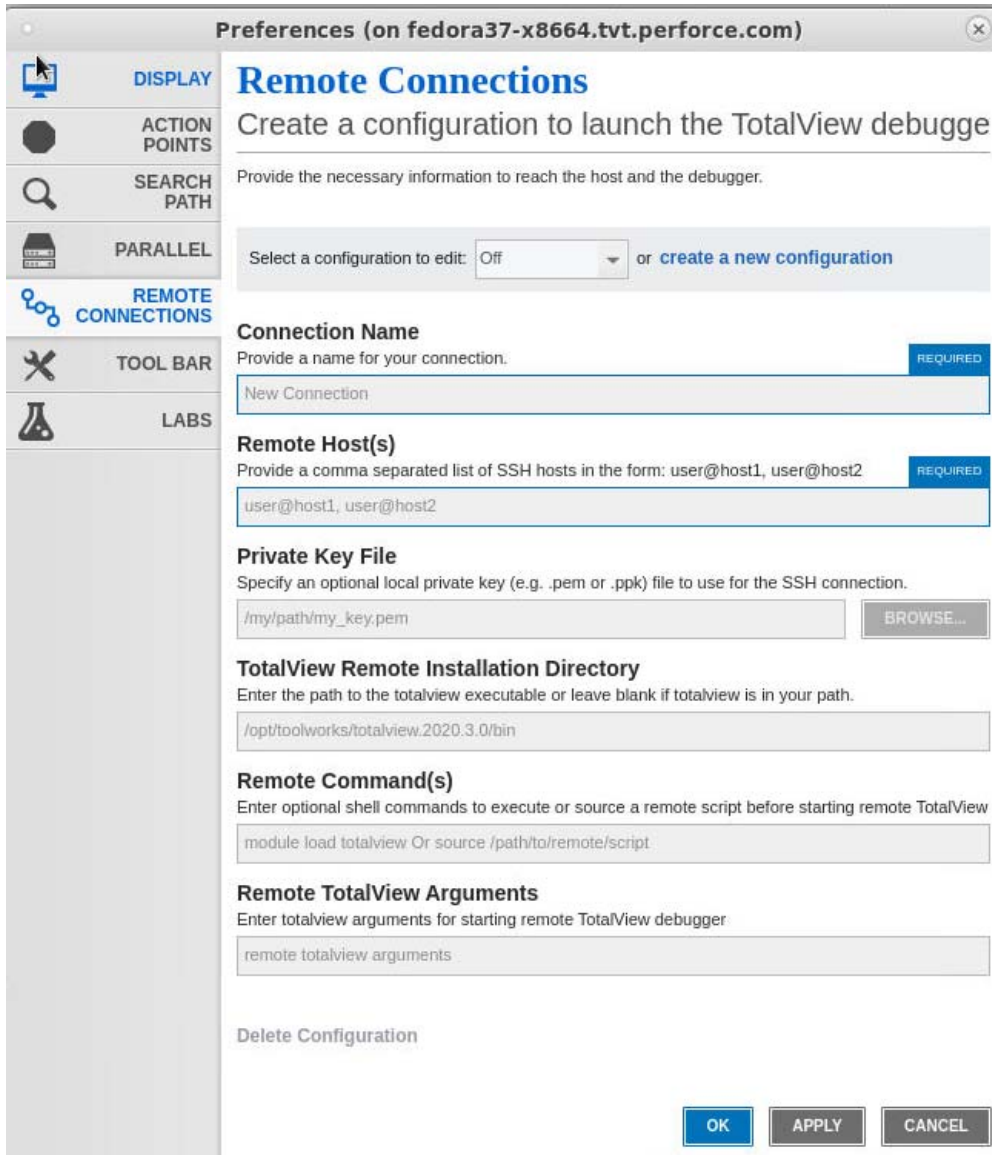 Preferences (on fedora37-x8664.tvt.perforce.com)
DISPLAY
ACTION
POINTS
SEARCH
PATH
PARALLEL
REMOTE
CONNECTIONS
TOOL BAR
LABS
Remote Connections
Create a configuration to launch the TotalView debugge
Provide the necessary information to reach the host and the debugger.
Select a configuration to edit: Off or create a new configuration
Connection Name
Provide a name for your connection.
REQUIRED
New Connection
Remote Host(s)
Provide a comma separated list of SSH hosts in the form: user@host1, user@host2
REQUIRED
user@host1, user@host2
Private Key File
Specify an optional local private key (e.g. .pem or .ppk) file to use for the SSH connection.
/my/path/my_key.pem
BROWSE...
TotalView Remote Installation Directory
Enter the path to the totalview executable or leave blank if totalview is in your path.
/opt/toolworks/totalview.2020.3.0/bin
Remote Command(s)
Enter optional shell commands to execute or source a remote script before starting remote TotalView
module load totalview Or source /path/to/remote/script
Remote TotalView Arguments
Enter totalview arguments for starting remote TotalView debugger
remote totalview arguments
Delete Configuration
OK APPLY CANCEL